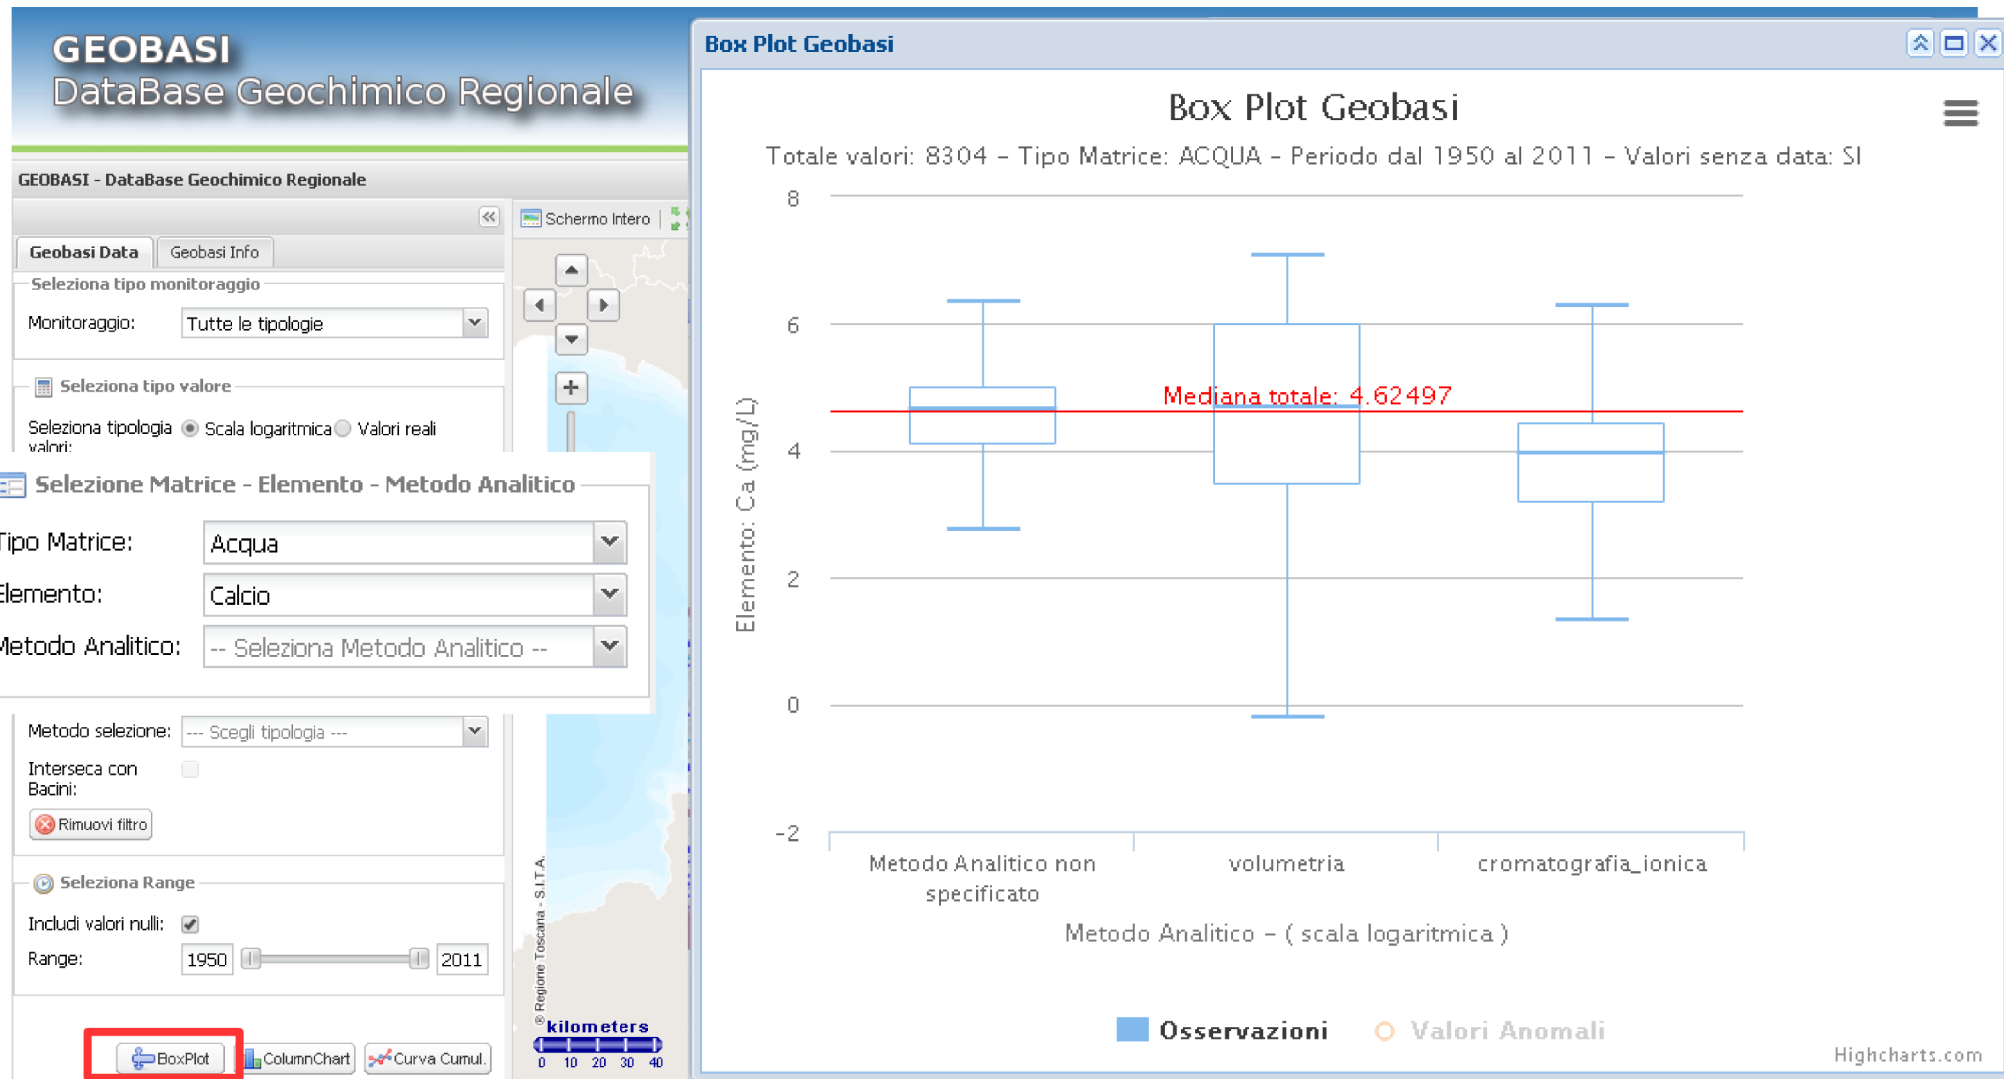 GEOBASI
DataBase Geochimico Regionale
GEOBASI - DataBase Geochimico Regionale
Schermo Intero
Geobasi Data
Geobasi Info
Seleziona tipo monitoraggio
Monitoraggio:
Tutte le tipologie
Seleziona tipo valore
Seleziona tipologia
valori:
Scala logaritmica
Valori reali
Selezione Matrice - Elemento - Metodo Analitico
Tipo Matrice:
Acqua
Elemento:
Calcio
Metodo Analitico:
-- Seleziona Metodo Analitico --
Metodo selezione:
--- Scegli tipologia ---
Interseca con
Bacini:
Rimuovi filtro
Seleziona Range
Includi valori nulli:
Range:
1950
2011
BoxPlot
ColumnChart
Curva Cumul.
® Regione Toscana - S.I.T.A.
kilometers
0 10 20 30 40
Box Plot Geobasi
Box Plot Geobasi
Totale valori: 8304 - Tipo Matrice: ACQUA - Periodo dal 1950 al 2011 - Valori senza data: SI
Elemento: Ca (mg/L)
8
6
4
2
0
-2
Mediana totale: 4.62497
Metodo Analitico non
specificato
volumetria
cromatografia_ionica
Metodo Analitico - ( scala logaritmica )
Osservazioni
Valori Anomali
Highcharts.com